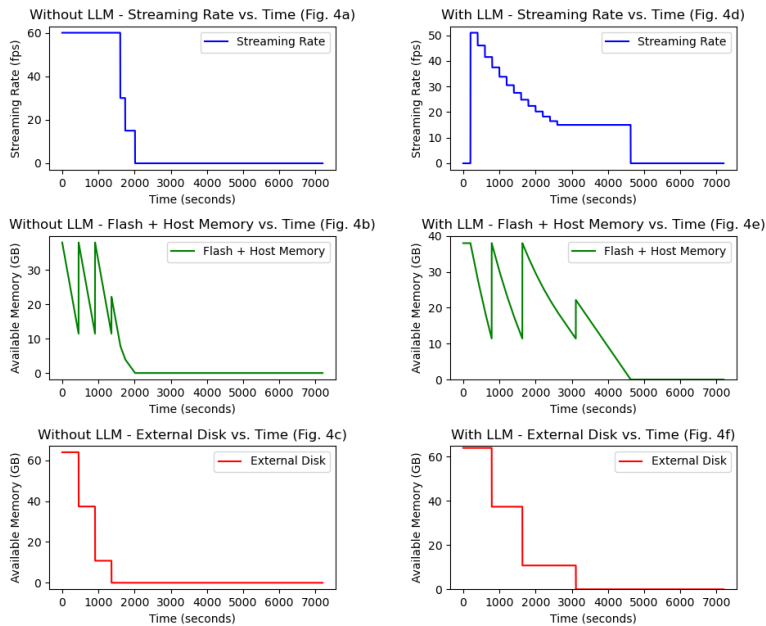 Without LLM - Streaming Rate vs. Time (Fig. 4a)
Streaming Rate (fps)
60
40
20
0
Streaming Rate
0 1000 2000 3000 4000 5000 6000 7000
Time (seconds)
With LLM - Streaming Rate vs. Time (Fig. 4d)
Streaming Rate (fps)
50
40
30
20
10
0
Streaming Rate
0 1000 2000 3000 4000 5000 6000 7000
Time (seconds)
Without LLM - Flash + Host Memory vs. Time (Fig. 4b)
Available Memory (GB)
30
20
10
0
Flash + Host Memory
0 1000 2000 3000 4000 5000 6000 7000
Time (seconds)
With LLM - Flash + Host Memory vs. Time (Fig. 4e)
Available Memory (GB)
40
30
20
10
0
Flash + Host Memory
0 1000 2000 3000 4000 5000 6000 7000
Time (seconds)
Without LLM - External Disk vs. Time (Fig. 4c)
Available Memory (GB)
60
40
20
0
External Disk
0 1000 2000 3000 4000 5000 6000 7000
Time (seconds)
With LLM - External Disk vs. Time (Fig. 4f)
Available Memory (GB)
60
40
20
0
External Disk
0 1000 2000 3000 4000 5000 6000 7000
Time (seconds)